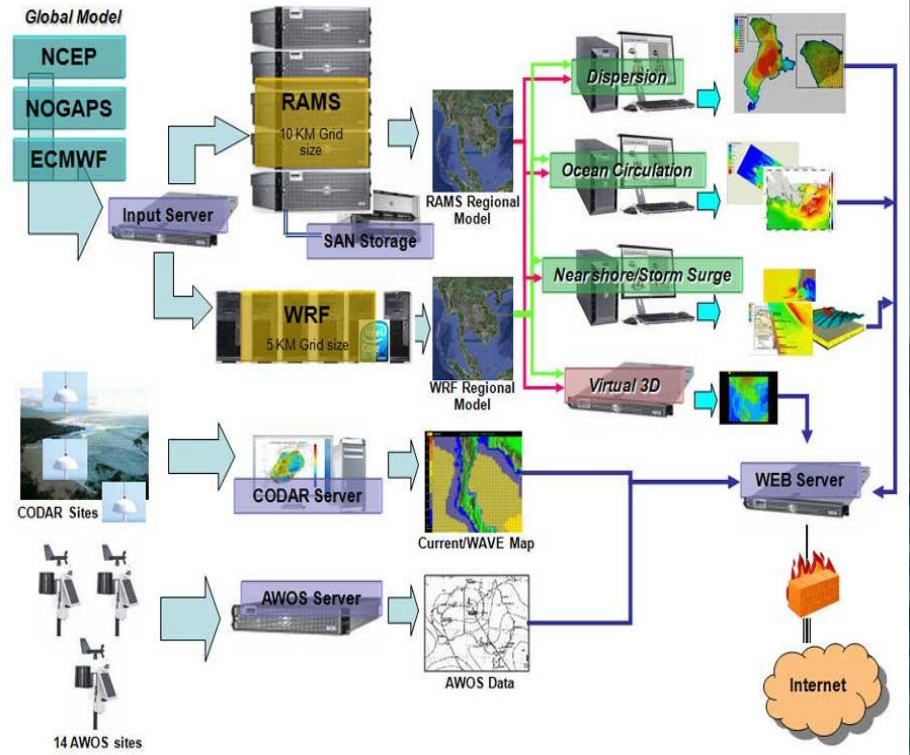 Global Model
NCEP
NOGAPS
ECMWF
Input Server
RAMS
10 KM Grid
size
SAN Storage
RAMS Regional
Model
WRF
5 KM Grid size
WRF Regional
Model
Dispersion
Ocean Circulation
Near shore/Storm Surge
Virtual 3D
CODAR Sites
CODAR Server
Current/WAVE Map
WEB Server
AWOS Server
AWOS Data
14 AWOS sites
Internet